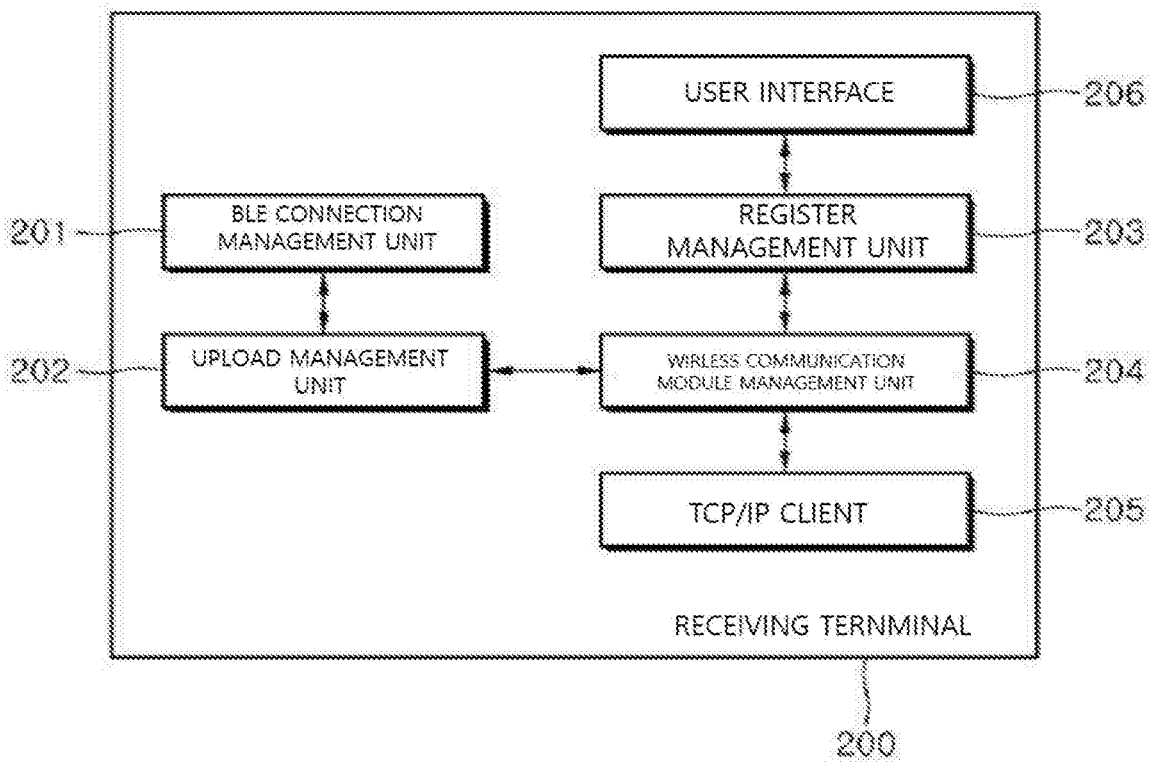 USER INTERFACE
206
BLE CONNECTION
MANAGEMENT UNIT
201
REGISTER
MANAGEMENT UNIT
203
UPLOAD MANAGEMENT
UNIT
202
WIRLESS COMMUNICATION
MODULE MANAGEMENT UNIT
204
TCP/IP CLIENT
205
RECEIVING TERNMINAL
200